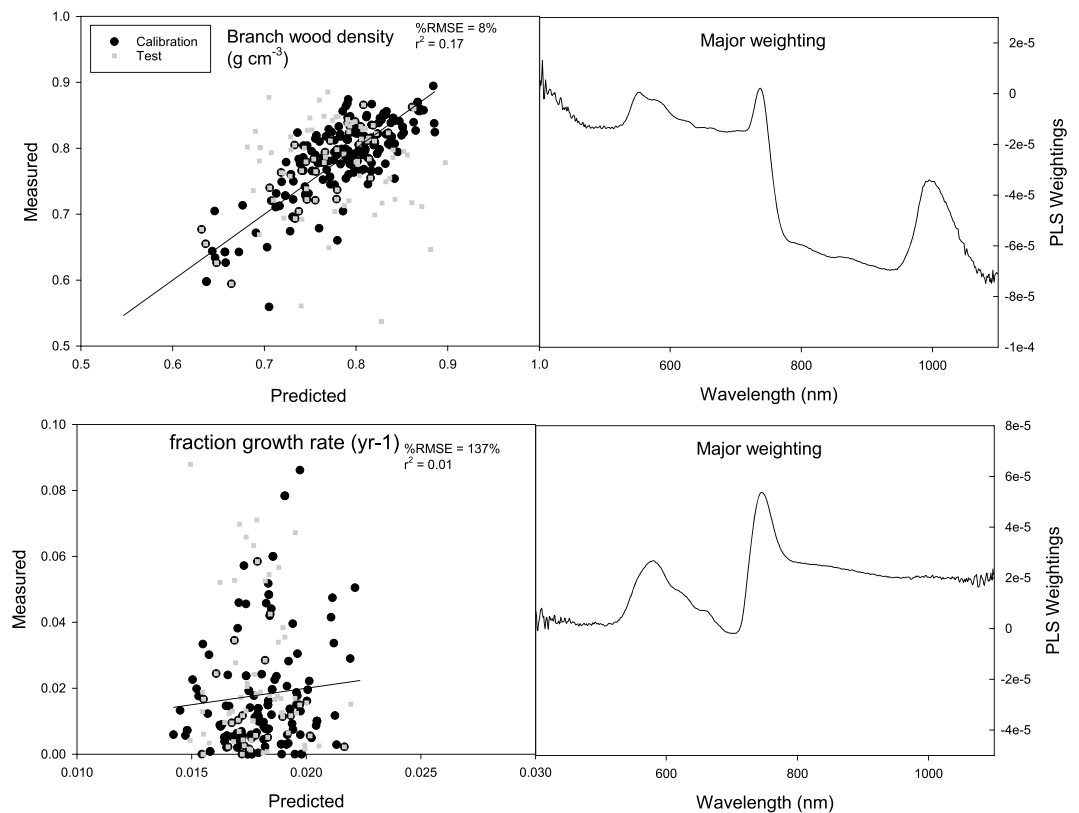 Calibration
Test
Branch wood density
(g cm-3)
%RMSE = 8%
r2 = 0.17
1.0
0.9
0.8
0.7
0.6
0.5
Measured
0.5 0.6 0.7 0.8 0.9 1.0
Predicted
Major weighting
2e-5
0
-2e-5
-4e-5
-6e-5
-8e-5
-1e-4
PLS Weightings
600 800 1000
Wavelength (nm)
fraction growth rate (yr-1)
%RMSE = 137%
r2 = 0.01
0.10
0.08
0.06
0.04
0.02
0.00
Measured
0.010 0.015 0.020 0.025 0.030
Predicted
Major weighting
8e-5
6e-5
4e-5
2e-5
0
-2e-5
-4e-5
PLS Weightings
600 800 1000
Wavelength (nm)